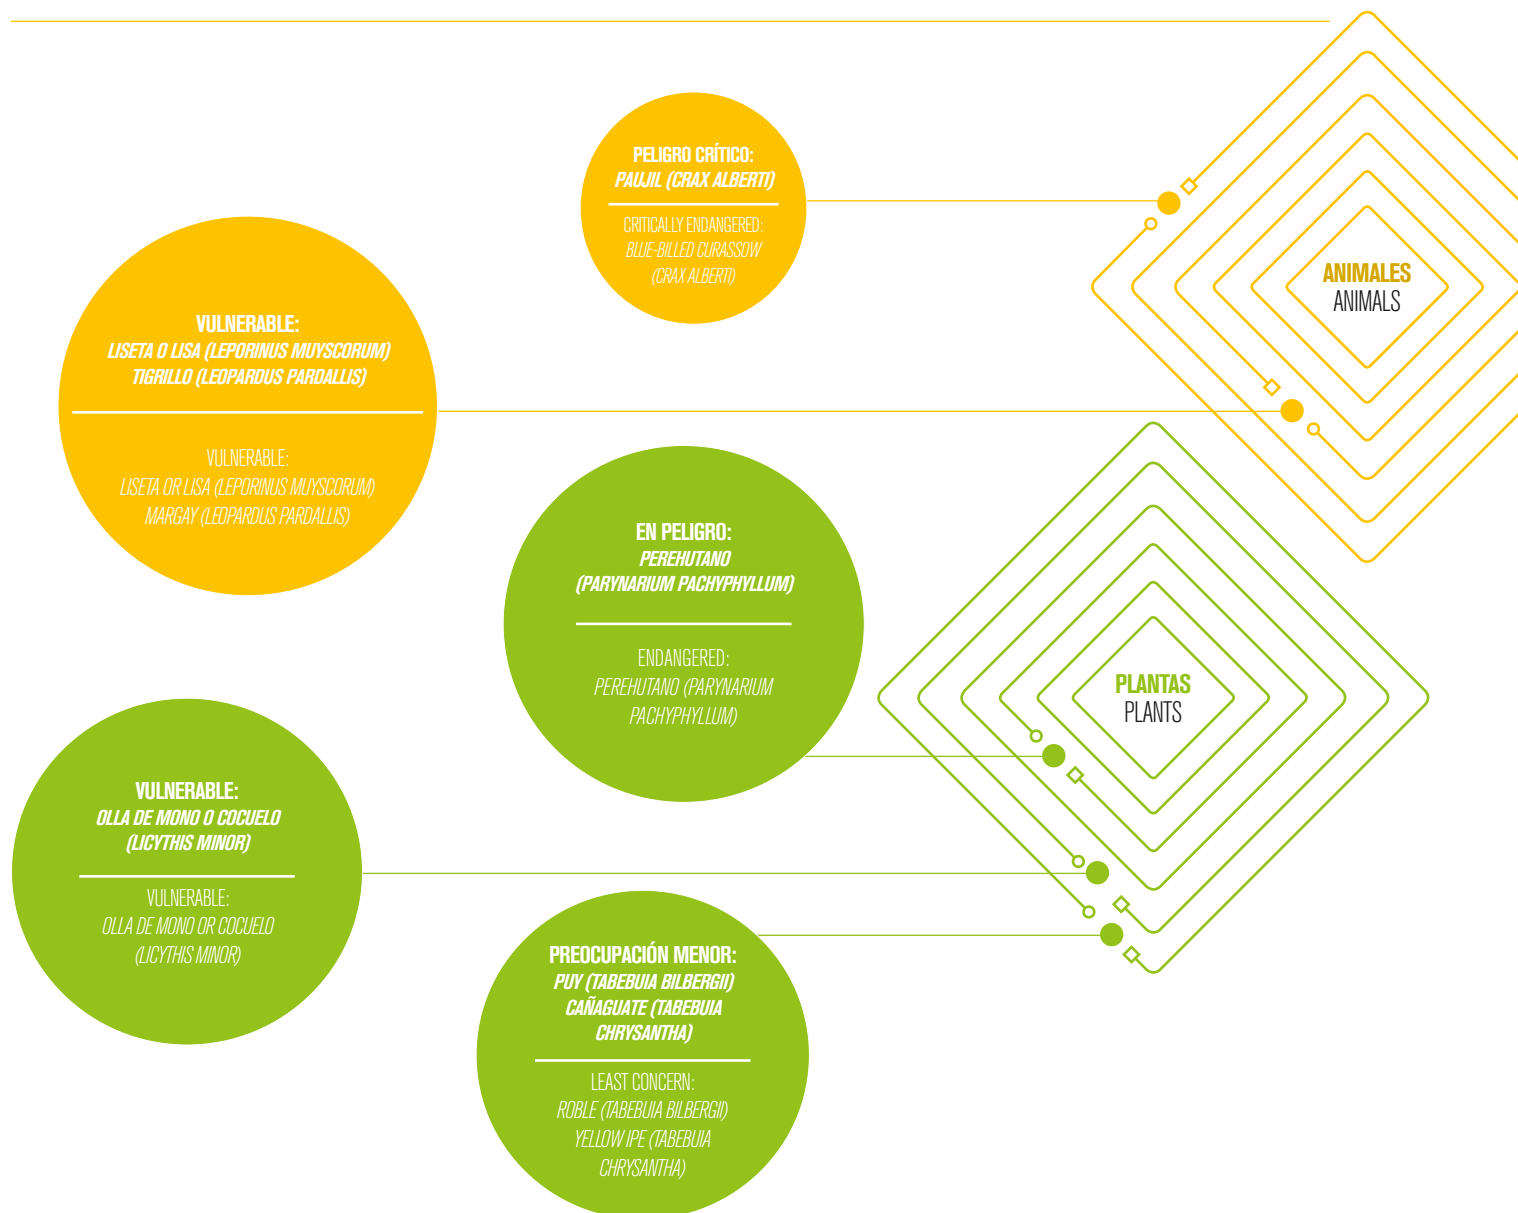 PELIGRO CRÍTICO:
PAUJIL (CRAX ALBERTI)
CRITICALLY ENDANGERED:
BLUE-BILLED CURASSOW
(CRAX ALBERTI)
ANIMALES
ANIMALS
VULNERABLE:
LISETA O LISA (LEPORINUS MUYSCORUM)
TIGRILLO (LEOPARDUS PARDALLIS)
VULNERABLE:
LISETA OR LISA (LEPORINUS MUYSCORUM)
MARGAY (LEOPARDUS PARDALLIS)
EN PELIGRO:
PEREHUTANO
(PARYNARIUM PACHYPHYLLUM)
ENDANGERED:
PEREHUTANO (PARYNARIUM
PACHYPHYLLUM)
PLANTAS
PLANTS
VULNERABLE:
OLLA DE MONO O COCUELO
(LICYTHIS MINOR)
VULNERABLE:
OLLA DE MONO OR COCUELO
(LICYTHIS MINOR)
PREOCUPACIÓN MENOR:
PUY (TABEBUIA BILBERGII)
CAÑAGUATE (TABEBUIA
CHRYSANTHA)
LEAST CONCERN:
ROBLE (TABEBUIA BILBERGII)
YELLOW IPE (TABEBUIA
CHRYSANTHA)